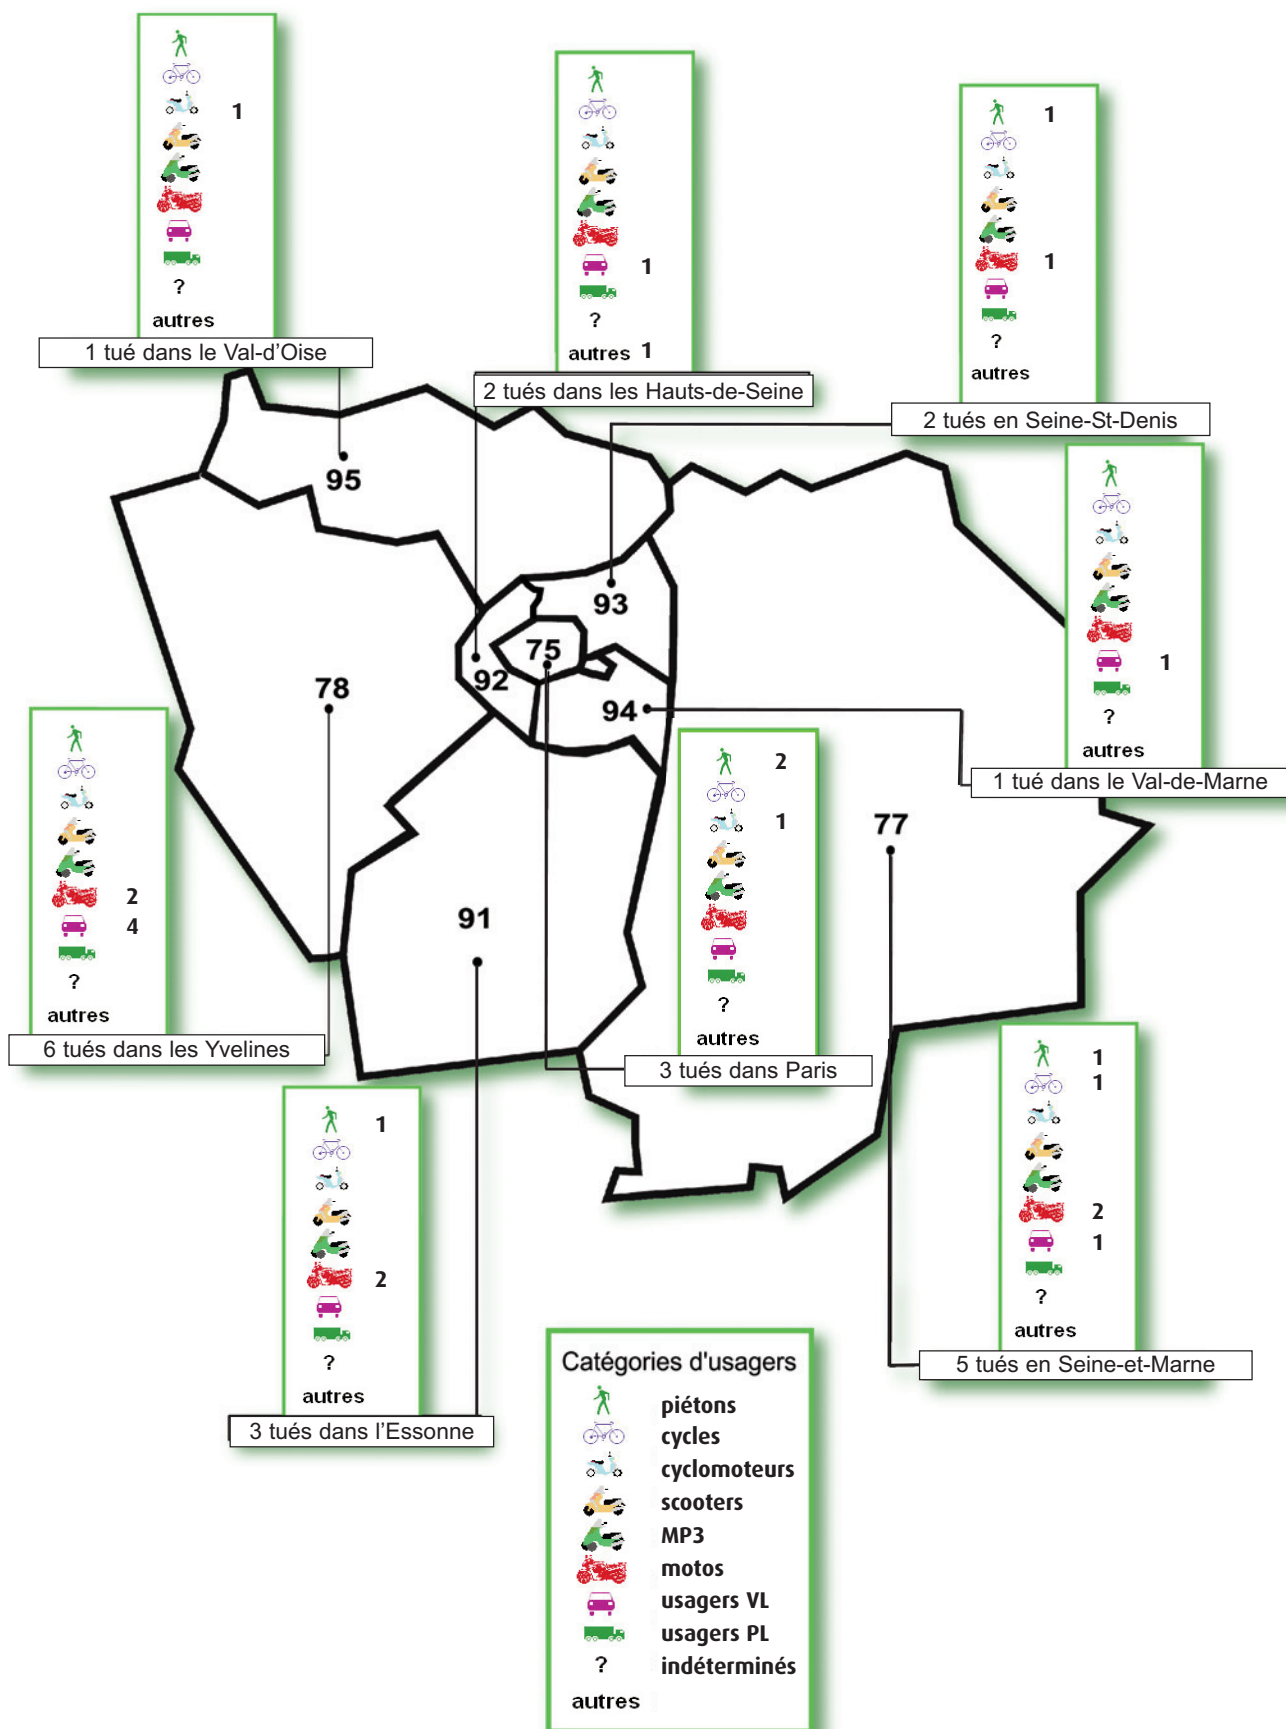 1
?
autres
1 tué dans le Val-d'Oise
1
?
autres 1
2 tués dans les Hauts-de-Seine
1
1
?
autres
2 tués en Seine-St-Denis
1
?
autres
1 tué dans le Val-de-Marne
95
93
75
92
78
94
77
91
2
4
?
autres
6 tués dans les Yvelines
2
1
?
autres
3 tués dans Paris
1
1
2
1
?
autres
5 tués en Seine-et-Marne
1
2
?
autres
3 tués dans l'Essonne
Catégories d'usagers
piétons
cycles
cyclomoteurs
scooters
MP3
motos
usagers VL
usagers PL
? indéterminés
autres